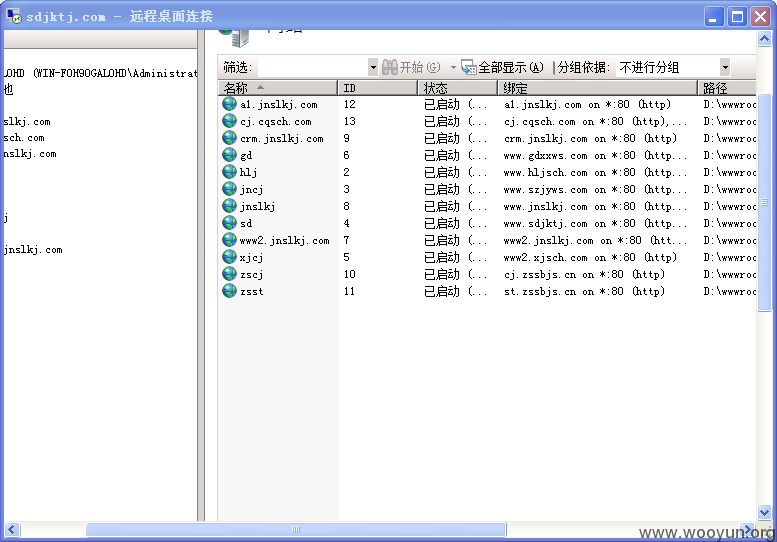 sdjktj.com - 远程桌面连接
筛选: 开始(G) 全部显示(A) 分组依据: 不进行分组
LOHD (WIN-FOH9OGALOHD\Administrat
也
slkj.com
sch.com
nslkj.com
j
jnslkj.com
名称 ID 状态 绑定 路径
a1.jnslkj.com 12 已启动 (... a1.jnslkj.com on *:80 (http) D:\wwwroo
cj.cqsch.com 13 已启动 (... cj.cqsch.com on *:80 (http),... D:\wwwroo
crm.jnslkj.com 9 已启动 (... crm.jnslkj.com on *:80 (http) D:\wwwroo
gd 6 已启动 (... www.gdxxws.com on *:80 (http... D:\wwwroo
hlj 2 已启动 (... www.hljsch.com on *:80 (http... D:\wwwroo
jncj 3 已启动 (... www.szjyws.com on *:80 (http... D:\wwwroo
jnslkj 8 已启动 (... www.jnslkj.com on *:80 (http... D:\wwwroo
sd 4 已启动 (... www.sdjktj.com on *:80 (http... D:\wwwroo
www2.jnslkj.com 7 已启动 (... www2.jnslkj.com on *:80 (htt... D:\wwwroo
xjcj 5 已启动 (... www2.xjsch.com on *:80 (http... D:\wwwroo
zscj 10 已启动 (... cj.zssbjs.cn on *:80 (http) D:\wwwroo
zsst 11 已启动 (... st.zssbjs.cn on *:80 (http) D:\wwwroo
www.wooyun.org